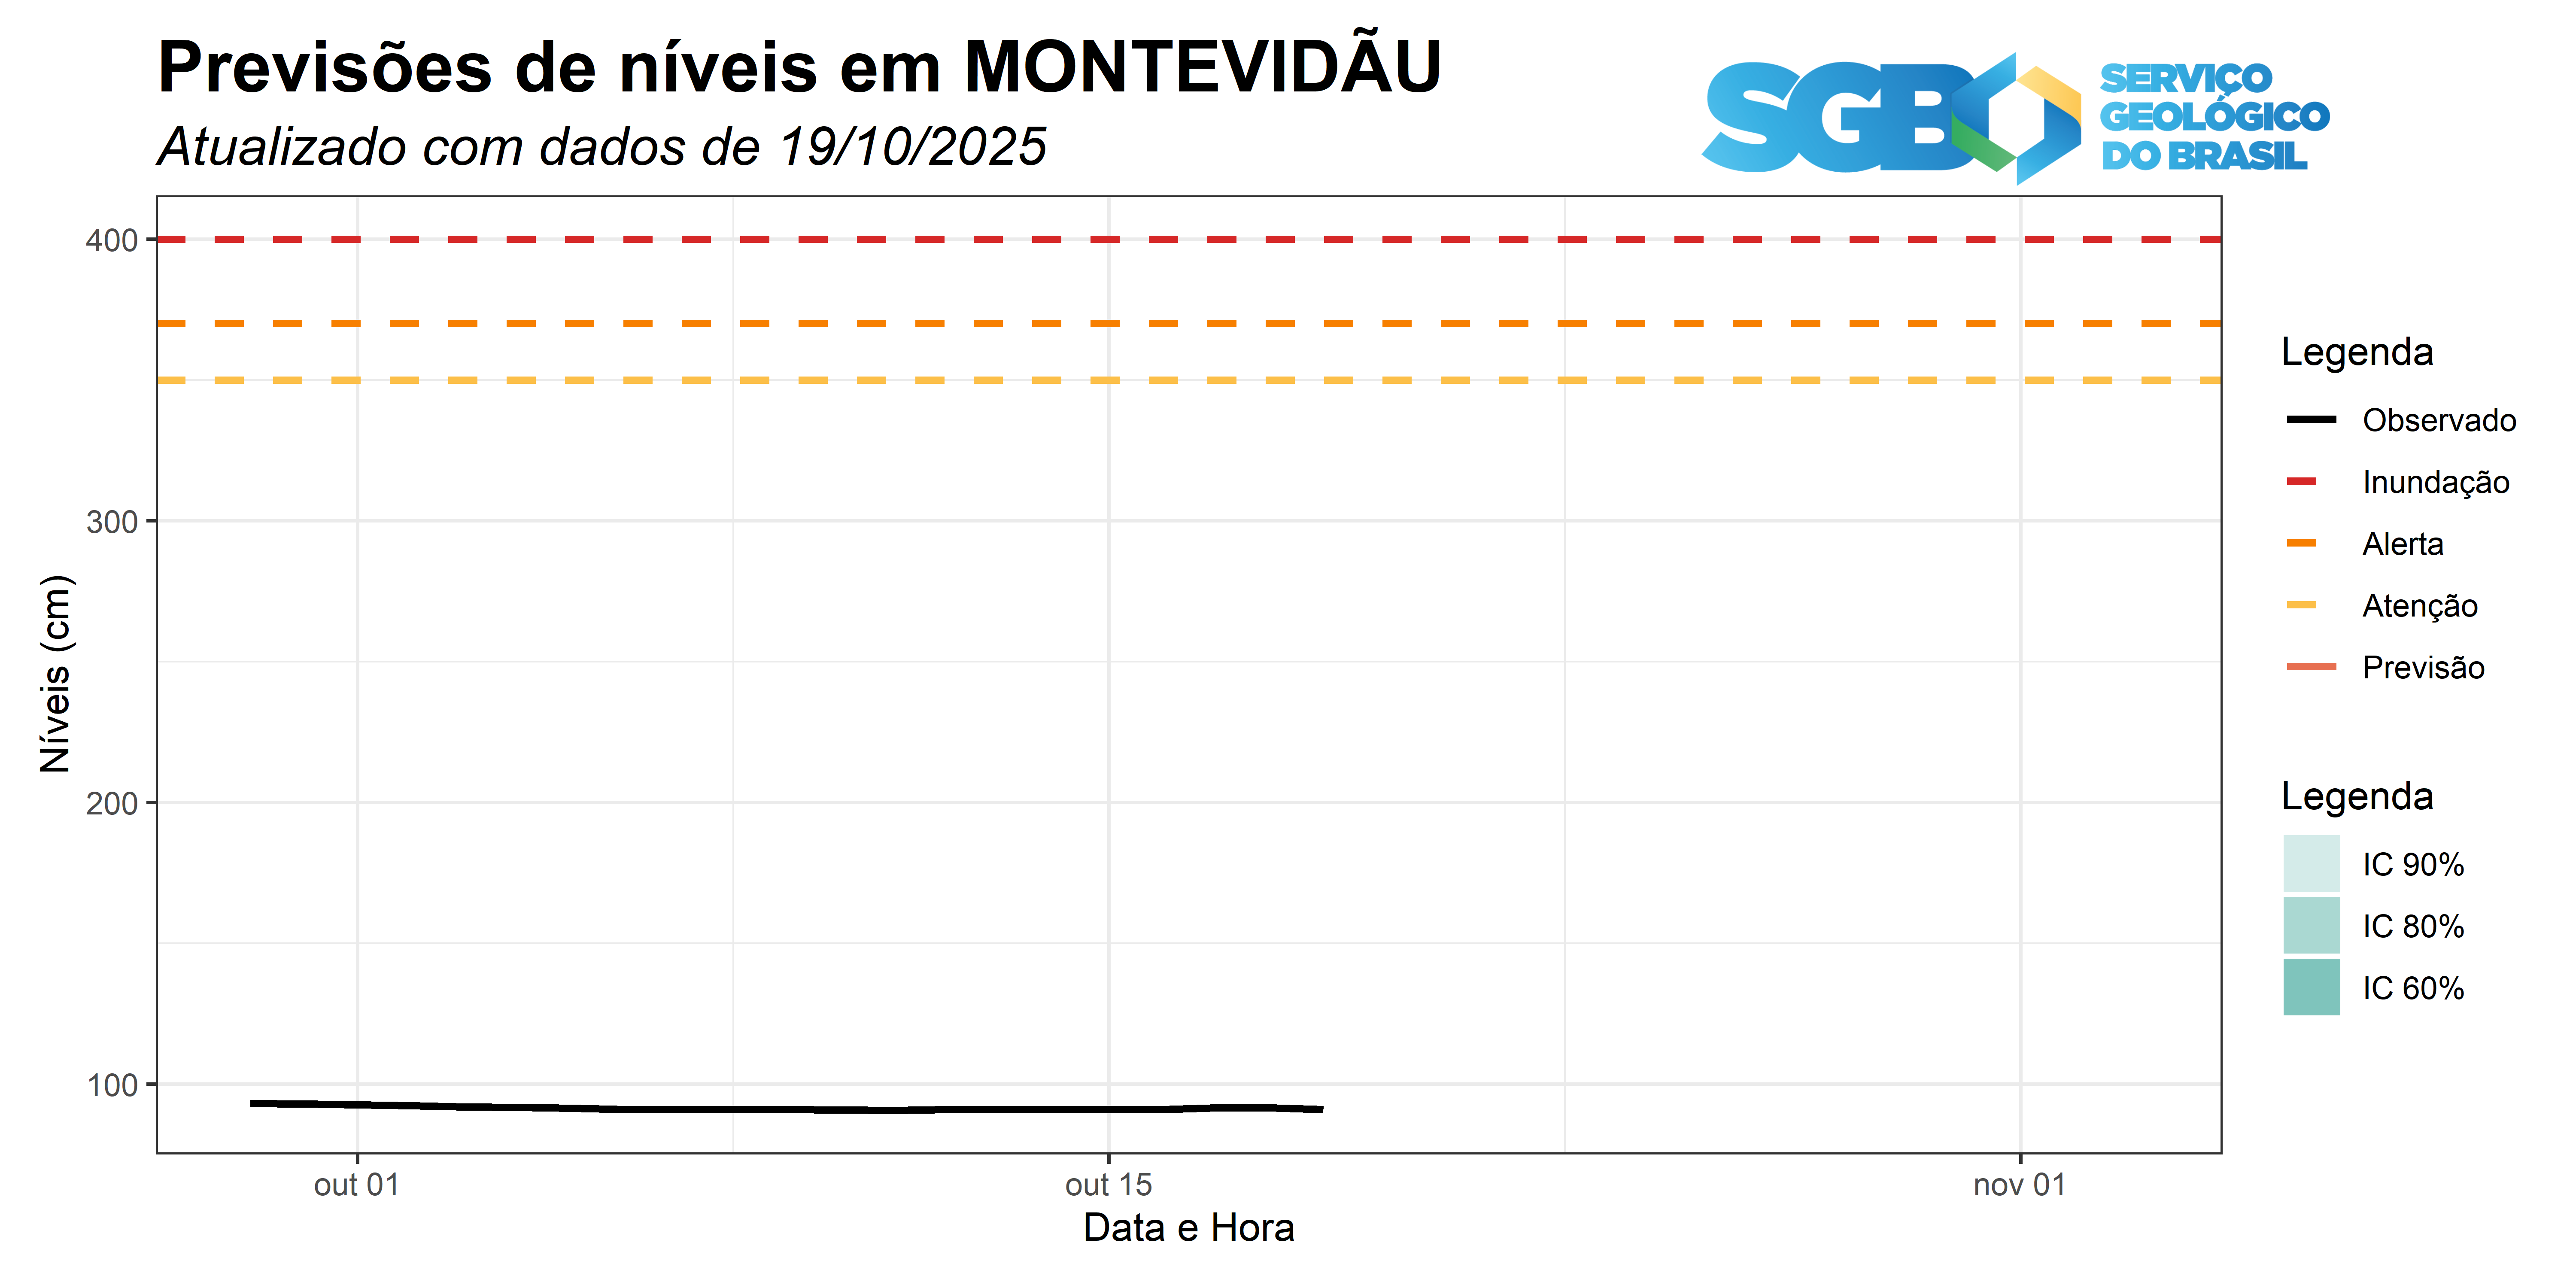 Previsões de níveis em MONTEVIDÃU
Atualizado com dados de 19/10/2025
SGB
SERVIÇO
GEOLÓGICO
DO BRASIL
400
300
200
100
Níveis (cm)
out 01
out 15
nov 01
Data e Hora
Legenda
Observado
Inundação
Alerta
Atenção
Previsão
Legenda
IC 90%
IC 80%
IC 60%